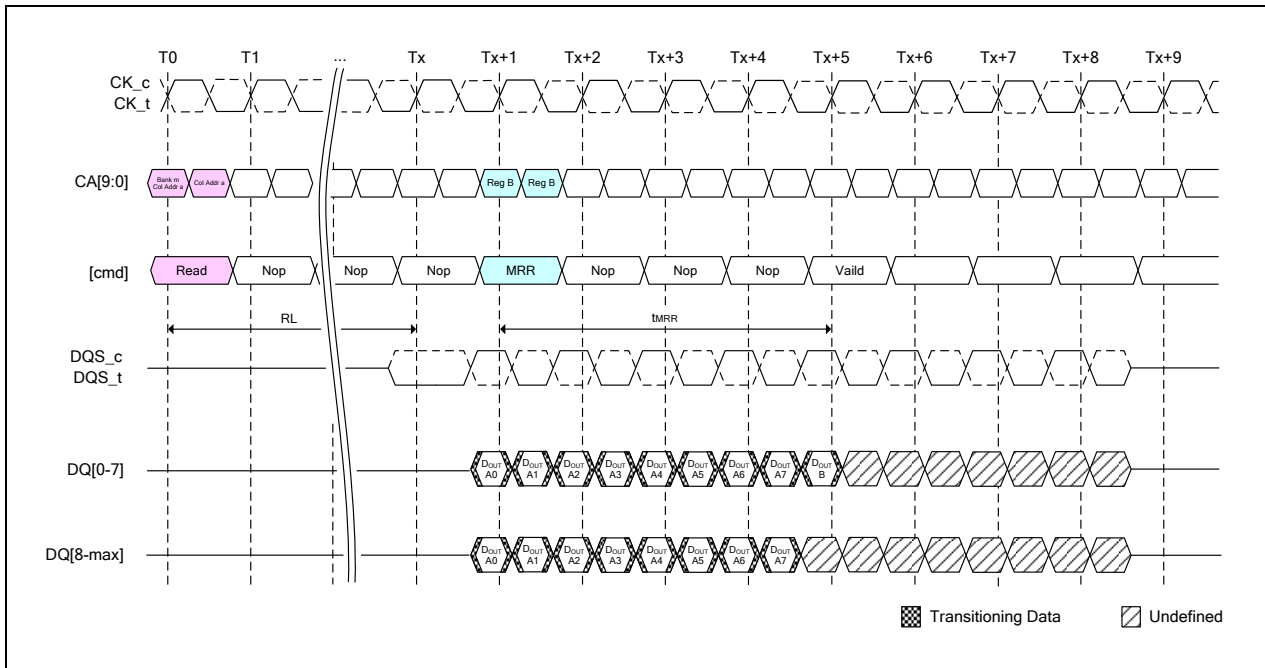 T0 T1 ... Tx Tx+1 Tx+2 Tx+3 Tx+4 Tx+5 Tx+6 Tx+7 Tx+8 Tx+9
CK_c
CK_t
CA[9:0]
Bank m
Col Addr a
Col Addr a
Reg B Reg B
[cmd] Read Nop Nop Nop MRR Nop Nop Nop Vaild
RL tMRR
DQS_c
DQS_t
DQ[0-7]
DOUT DOUT DOUT DOUT DOUT DOUT DOUT DOUT DOUT
A0 A1 A2 A3 A4 A5 A6 A7 B
DQ[8-max]
DOUT DOUT DOUT DOUT DOUT DOUT DOUT DOUT
A0 A1 A2 A3 A4 A5 A6 A7
Transitioning Data Undefined